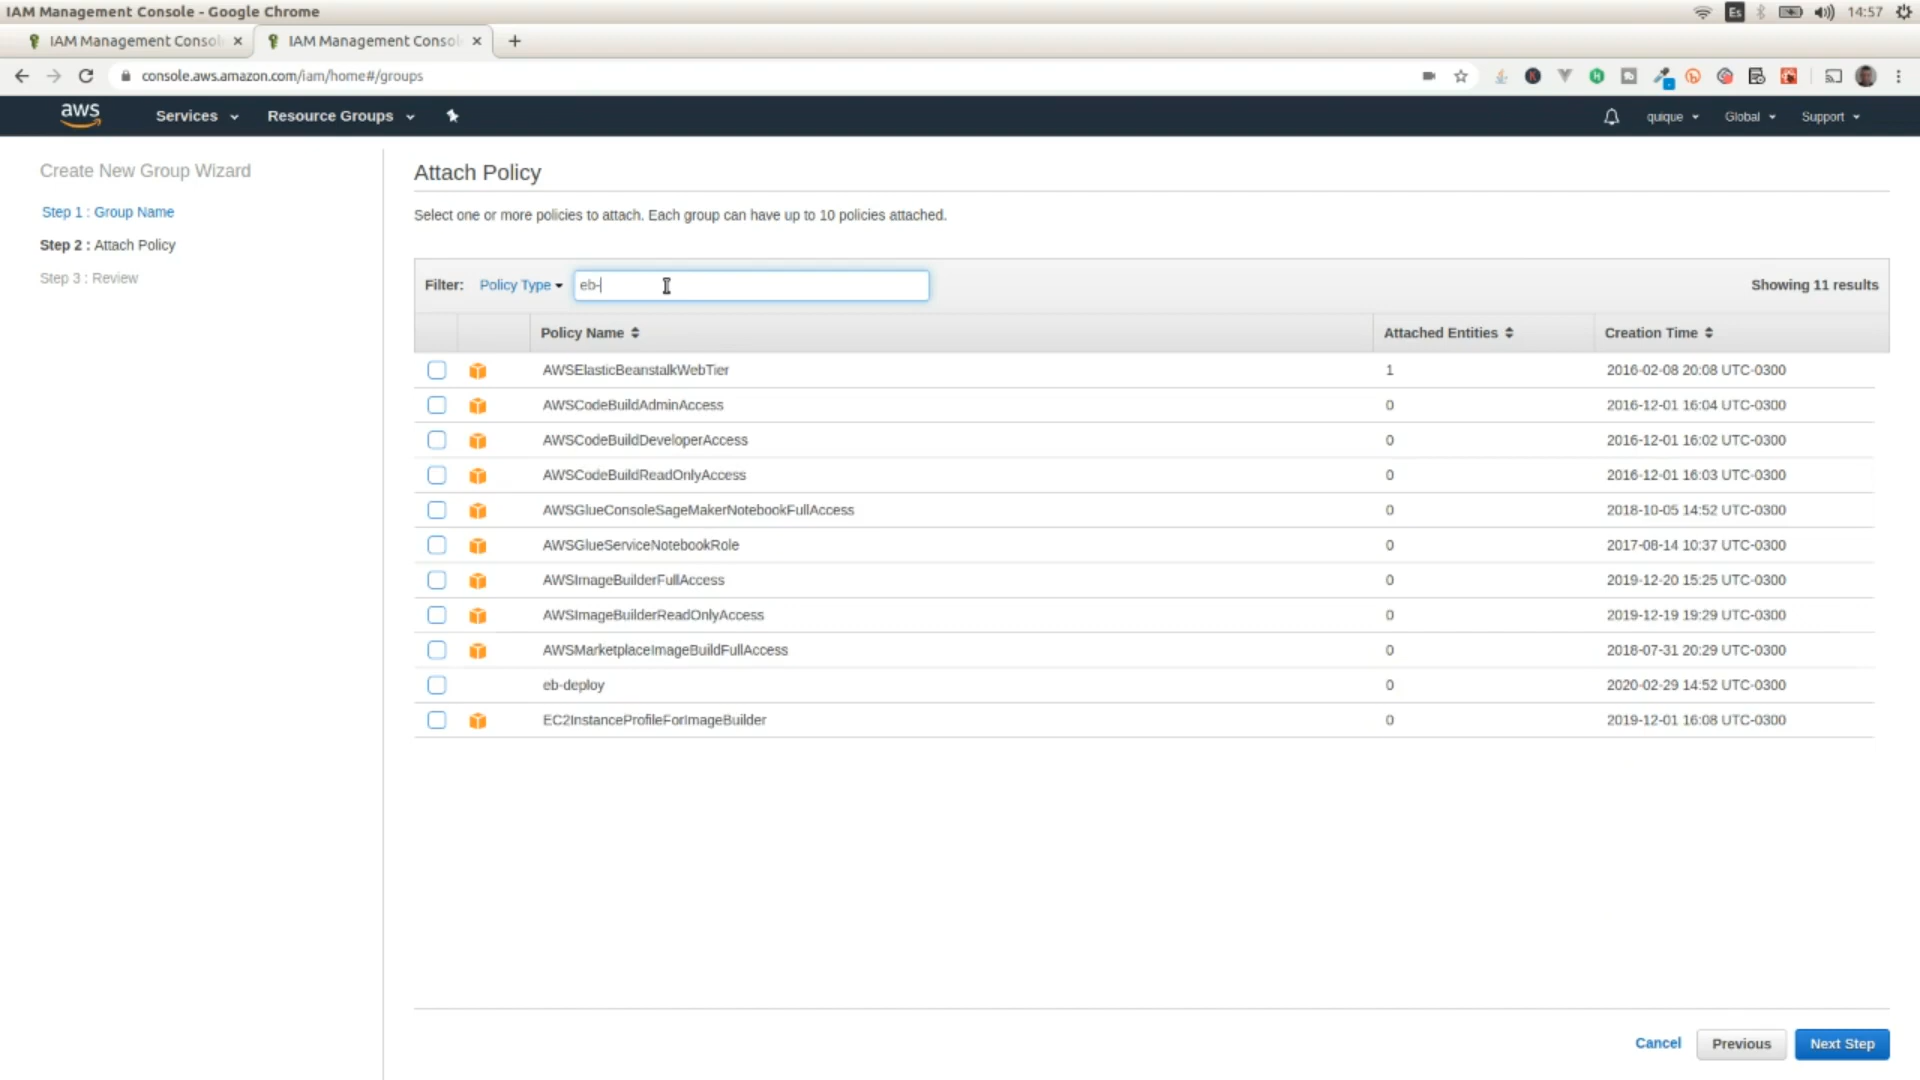 IAM Management Console - Google Chrome
Es
14:57
IAM Management Consol
IAM Management Consol
console.aws.amazon.com/iam/home#/groups
aws
Services
Resource Groups
quique
Global
Support
Create New Group Wizard
Step 1 : Group Name
Step 2 : Attach Policy
Step 3 : Review
Attach Policy
Select one or more policies to attach. Each group can have up to 10 policies attached.
Filter: Policy Type eb- Showing 11 results
Policy Name Attached Entities Creation Time
AWSElasticBeanstalkWebTier 1 2016-02-08 20:08 UTC-0300
AWSCodeBuildAdminAccess 0 2016-12-01 16:04 UTC-0300
AWSCodeBuildDeveloperAccess 0 2016-12-01 16:02 UTC-0300
AWSCodeBuildReadOnlyAccess 0 2016-12-01 16:03 UTC-0300
AWSGlueConsoleSageMakerNotebookFullAccess 0 2018-10-05 14:52 UTC-0300
AWSGlueServiceNotebookRole 0 2017-08-14 10:37 UTC-0300
AWSImageBuilderFullAccess 0 2019-12-20 15:25 UTC-0300
AWSImageBuilderReadOnlyAccess 0 2019-12-19 19:29 UTC-0300
AWSMarketplaceImageBuildFullAccess 0 2018-07-31 20:29 UTC-0300
eb-deploy 0 2020-02-29 14:52 UTC-0300
EC2InstanceProfileForImageBuilder 0 2019-12-01 16:08 UTC-0300
Cancel
Previous
Next Step